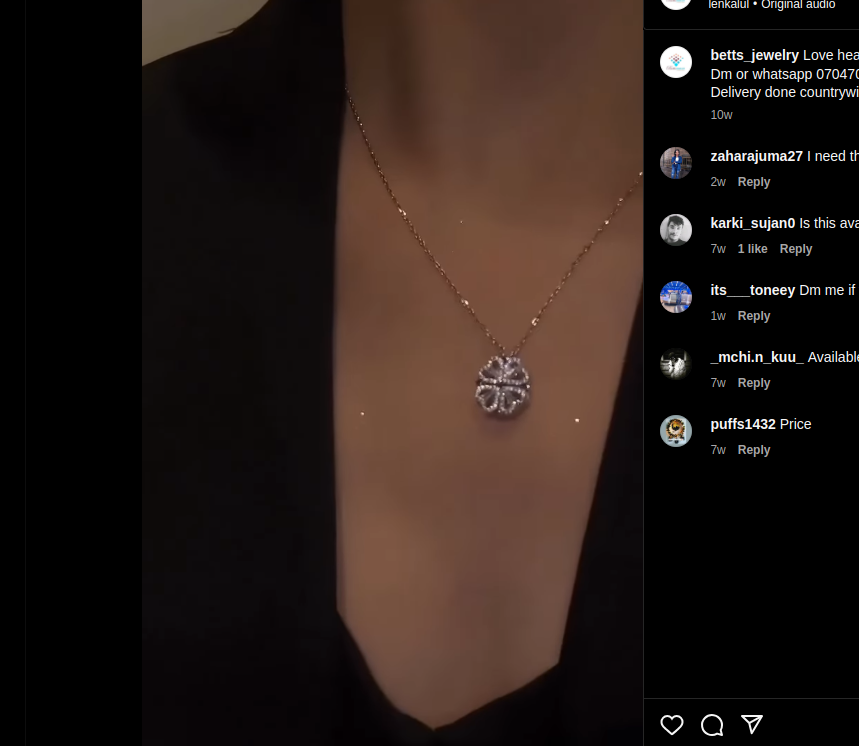 lenkalul • Original audio
betts_jewelry Love hea
Dm or whatsapp 07047
Delivery done countrywi
10w
zaharajuma27 I need th
2w Reply
karki_sujan0 Is this ava
7w 1 like Reply
its___toneey Dm me if
1w Reply
_mchi.n_kuu_ Available
7w Reply
puffs1432 Price
7w Reply